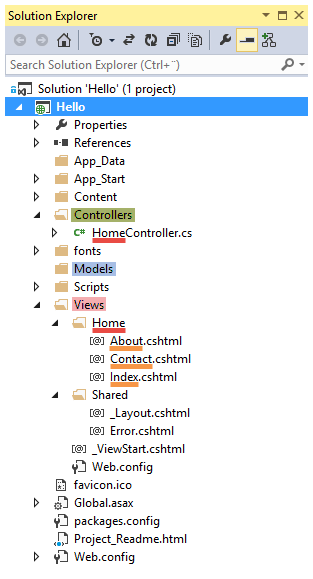 Solution Explorer
Search Solution Explorer (Ctrl+¨)
Solution 'Hello' (1 project)
Hello
Properties
References
App_Data
App_Start
Content
Controllers
C# HomeController.cs
fonts
Models
Scripts
Views
Home
[@] About.cshtml
[@] Contact.cshtml
[@] Index.cshtml
Shared
[@] _Layout.cshtml
[@] Error.cshtml
[@] _ViewStart.cshtml
Web.config
favicon.ico
Global.asax
packages.config
Project_Readme.html
Web.config